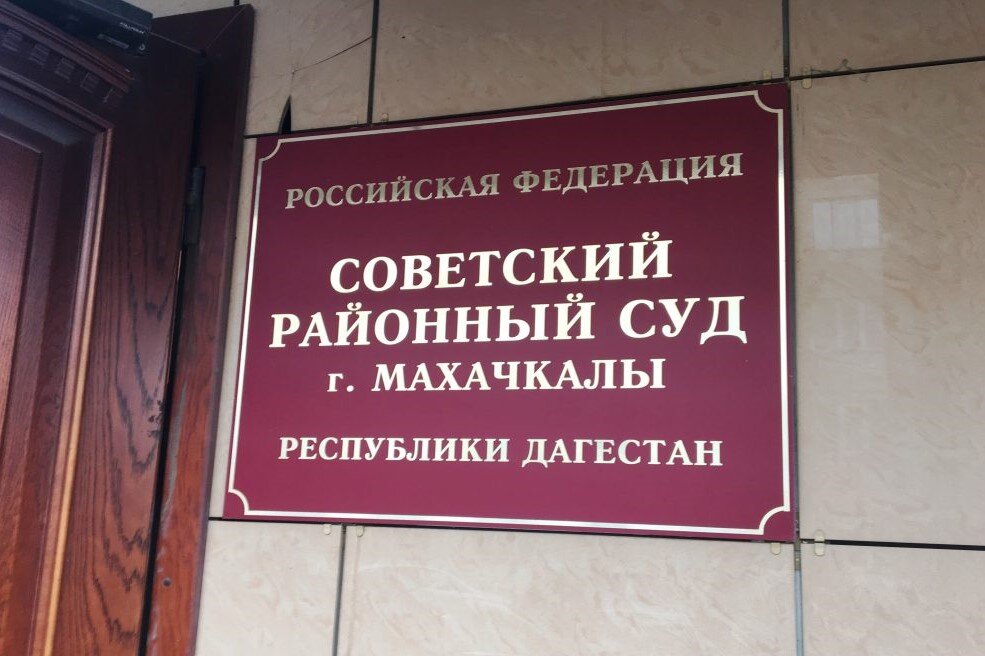 РОССИЙСКАЯ ФЕДЕРАЦИЯ
СОВЕТСКИЙ
РАЙОННЫЙ СУД
г. МАХАЧКАЛЫ
РЕСПУБЛИКИ ДАГЕСТАН